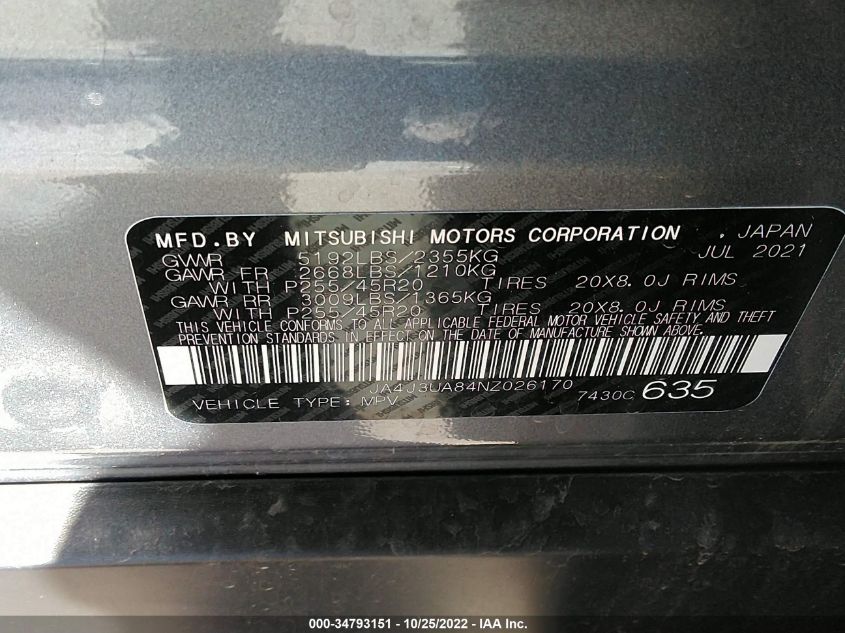 MFD.BY MITSUBISHI MOTORS CORPORATION , JAPAN
GVWR 5192LBS/2355KG JUL 2021
GAWR FR 2668LBS/1210KG
WITH P255/45R20 TIRES 20X8.0J RIMS
GAWR RR 3009LBS/1365KG
WITH P255/45R20 TIRES 20X8.0J RIMS
THIS VEHICLE CONFORMS TO ALL APPLICABLE FEDERAL MOTOR VEHICLE SAFETY AND THEFT
PREVENTION STANDARDS IN EFFECT ON THE DATE OF MANUFACTURE SHOWN ABOVE.
JA4J3UA84NZ026170
VEHICLE TYPE: MPV 7430C 635
000-34793151 - 10/25/2022 - IAA Inc.